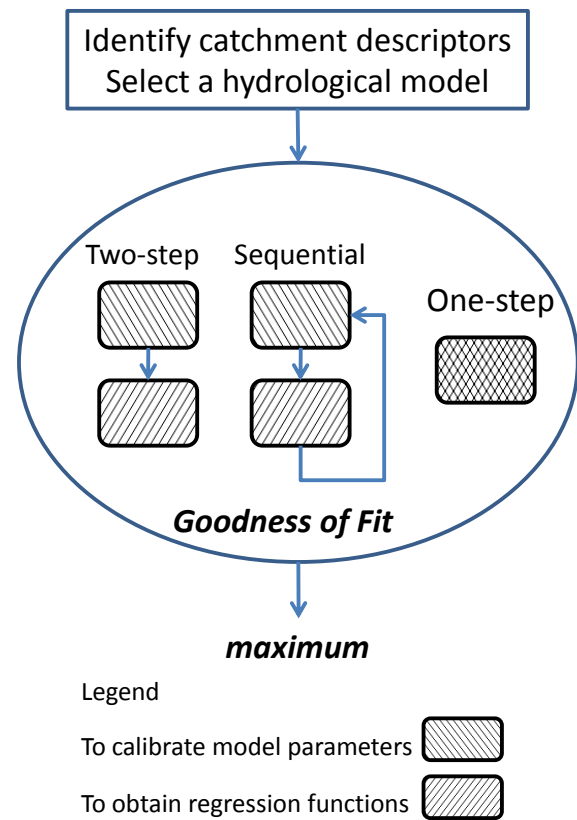 Identify catchment descriptors
Select a hydrological model
Two-step
Sequential
One-step
Goodness of Fit
maximum
Legend
To calibrate model parameters
To obtain regression functions